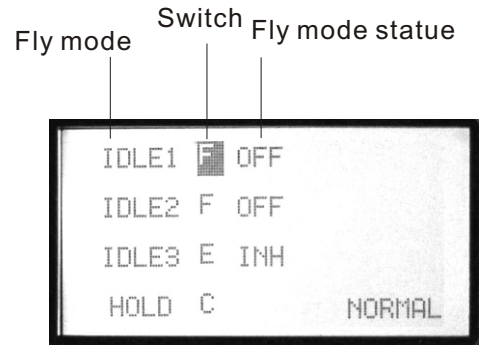 Switch
Fly mode
Fly mode statue
IDLE1 F OFF
IDLE2 F OFF
IDLE3 E INH
HOLD C NORMAL